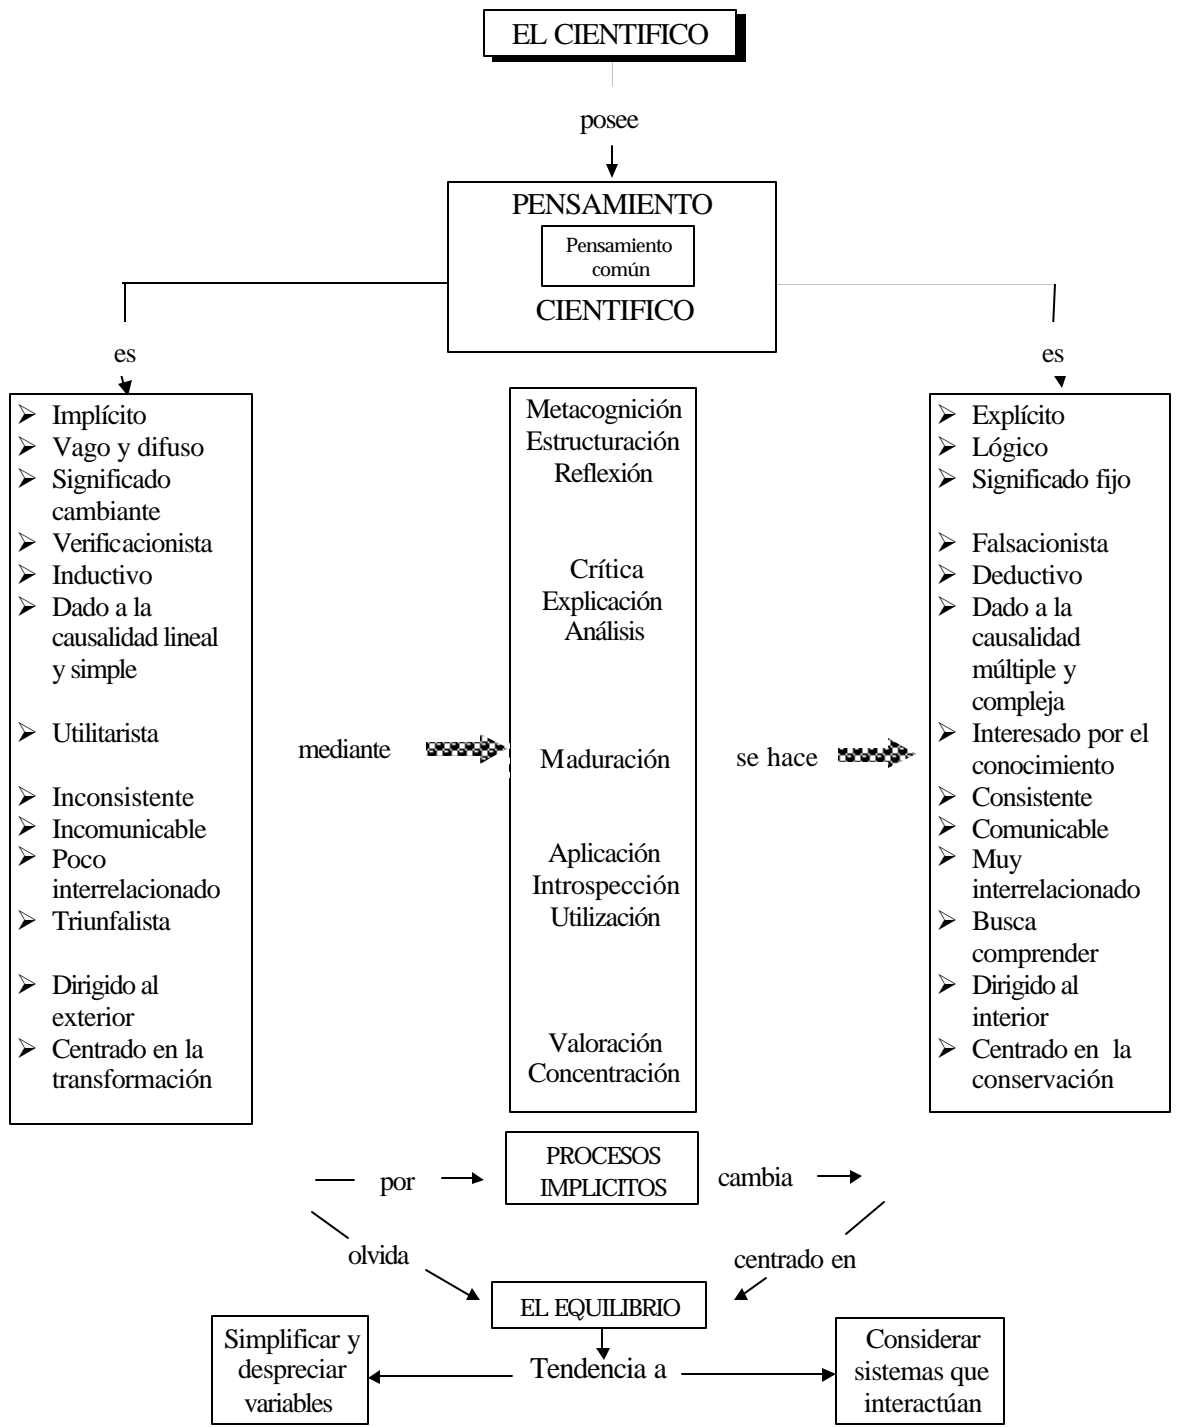 EL CIENTIFICO
posee
PENSAMIENTO
Pensamiento
común
CIENTIFICO
es
es
Implícito
Vago y difuso
Significado
cambiante
Verificacionista
Inductivo
Dado a la
causalidad lineal
y simple
Utilitarista
Inconsistente
Incomunicable
Poco
interrelacionado
Triunfalista
Dirigido al
exterior
Centrado en la
transformación
mediante
Metacognición
Estructuración
Reflexión
Crítica
Explicación
Análisis
Maduración
Aplicación
Introspección
Utilización
Valoración
Concentración
se hace
Explícito
Lógico
Significado fijo
Falsacionista
Deductivo
Dado a la
causalidad
múltiple y
compleja
Interesado por el
conocimiento
Consistente
Comunicable
Muy
interrelacionado
Busca
comprender
Dirigido al
interior
Centrado en la
conservación
por
PROCESOS
IMPLICITOS
cambia
olvida
centrado en
EL EQUILIBRIO
Simplificar y
despreciar
variables
Tendencia a
Considerar
sistemas que
interactúan